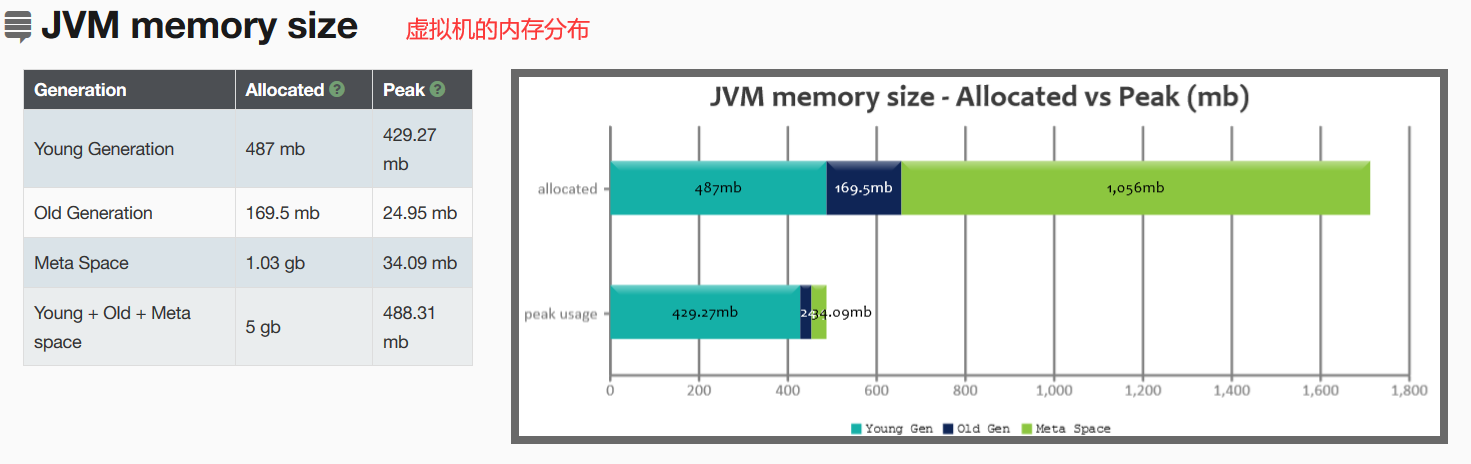 JVM memory size 虚拟机的内存分布
Generation Allocated ? Peak ?
Young Generation 487 mb 429.27
mb
Old Generation 169.5 mb 24.95 mb
Meta Space 1.03 gb 34.09 mb
Young + Old + Meta
space 5 gb 488.31
mb
JVM memory size - Allocated vs Peak (mb)
allocated 487mb 169.5mb 1,056mb
peak usage 429.27mb 34.09mb
0 200 400 600 800 1,000 1,200 1,400 1,600 1,800
Young Gen Old Gen Meta Space